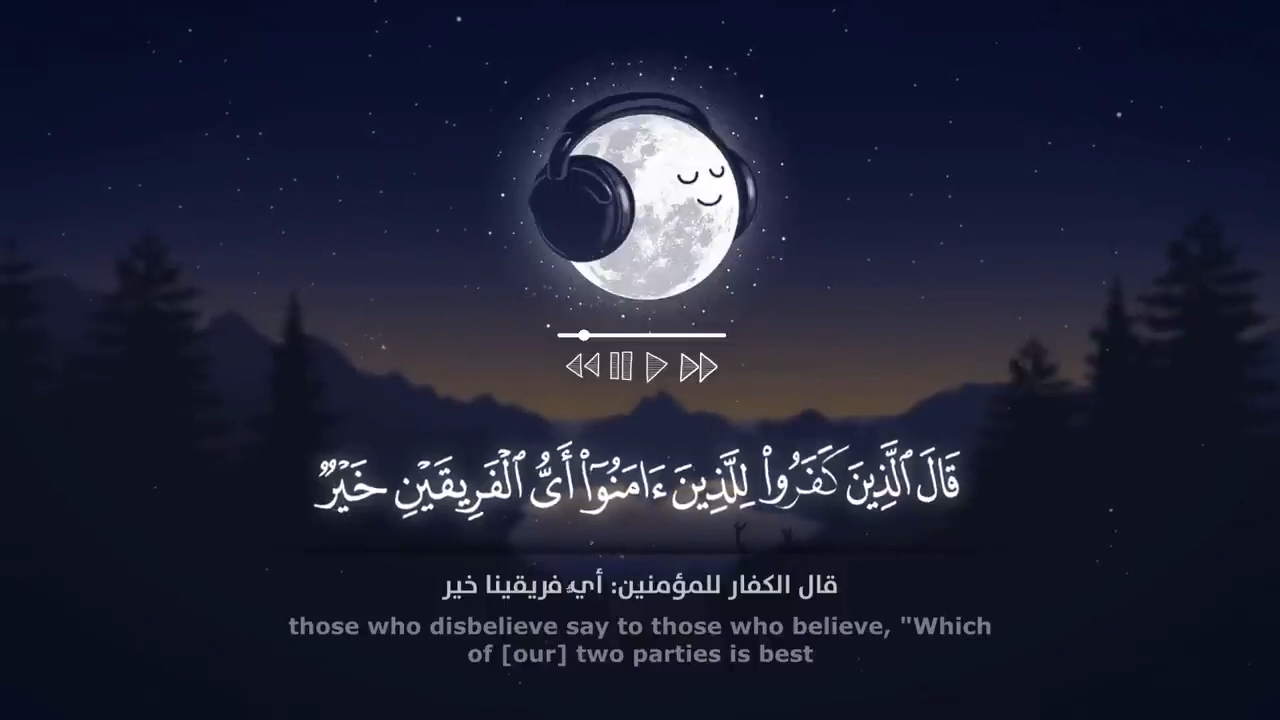 قَالَ ٱلَّذِينَ كَفَرُوا۟ لِلَّذِينَ ءَامَنُوٓا۟ أَىُّ ٱلْفَرِيقَيْنِ خَيْرٌ
قال الكفار للمؤمنين: أي فريقينا خير
those who disbelieve say to those who believe, "Which
of [our] two parties is best